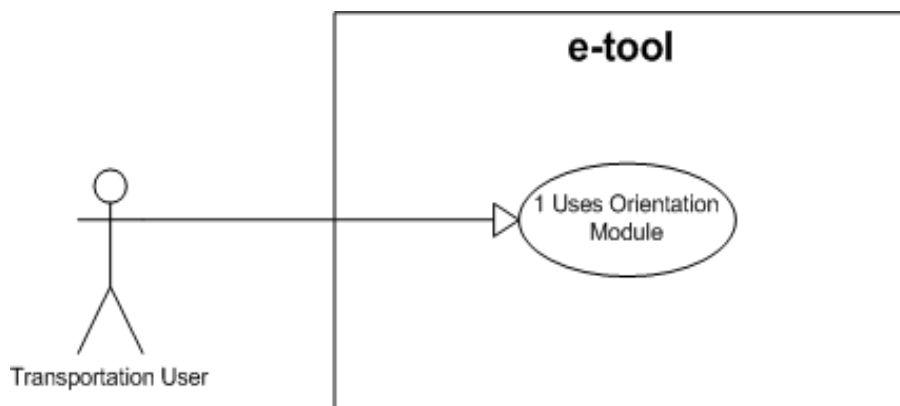 e-tool
1 Uses Orientation
Module
Transportation User